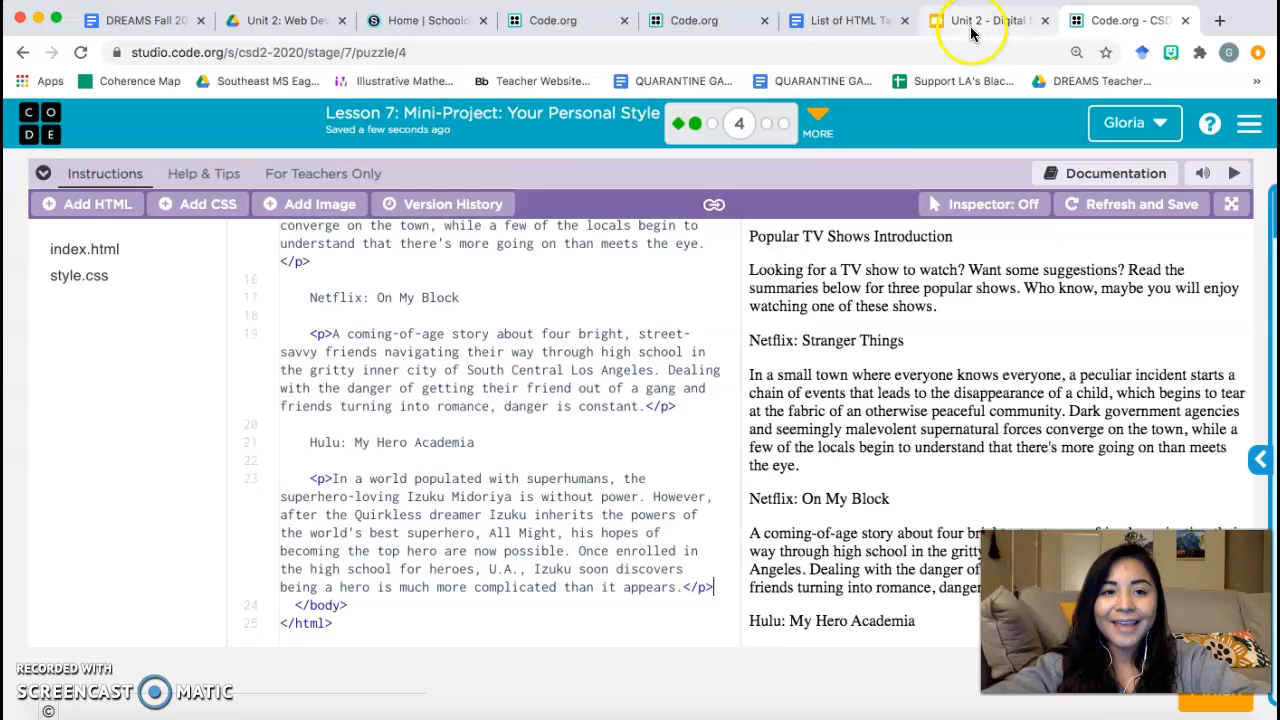 DREAMS Fall 20
Unit 2: Web De
Home | Schoolo
Code.org
Code.org
List of HTML Ta
Unit 2 - Digital
Code.org - CSD
studio.code.org/s/csd2-2020/stage/7/puzzle/4
G
Apps
Coherence Map
Southeast MS Eag...
Illustrative Mathe...
Bb Teacher Website...
QUARANTINE GA...
QUARANTINE GA...
Support LA's Blac...
DREAMS Teacher...
»
C O
D E
Lesson 7: Mini-Project: Your Personal Style
Saved a few seconds ago
4
MORE
Gloria
?
Instructions
Help & Tips
For Teachers Only
Documentation
Add HTML
Add CSS
Add Image
Version History
Inspector: Off
Refresh and Save
index.html
style.css
converge on the town, while a few of the locals begin to
understand that there's more going on than meets the eye.
</p>
16
17 Netflix: On My Block
18
19 <p>A coming-of-age story about four bright, street-
savvy friends navigating their way through high school in
the gritty inner city of South Central Los Angeles. Dealing
with the danger of getting their friend out of a gang and
friends turning into romance, danger is constant.</p>
20
21 Hulu: My Hero Academia
22
23 <p>In a world populated with superhumans, the
superhero-loving Izuku Midoriya is without power. However,
after the Quirkless dreamer Izuku inherits the powers of
the world's best superhero, All Might, his hopes of
becoming the top hero are now possible. Once enrolled in
the high school for heroes, U.A., Izuku soon discovers
being a hero is much more complicated than it appears.</p>
24 </body>
25 </html>
Popular TV Shows Introduction
Looking for a TV show to watch? Want some suggestions? Read the
summaries below for three popular shows. Who know, maybe you will enjoy
watching one of these shows.
Netflix: Stranger Things
In a small town where everyone knows everyone, a peculiar incident starts a
chain of events that leads to the disappearance of a child, which begins to tear
at the fabric of an otherwise peaceful community. Dark government agencies
and seemingly malevolent supernatural forces converge on the town, while a
few of the locals begin to understand that there's more going on than meets
the eye.
Netflix: On My Block
A coming-of-age story about four
way through high school in the gritty
Angeles. Dealing with the danger of
friends turning into romance,
Hulu: My Hero Academia
RECORDED WITH
SCREENCAST MATIC
©